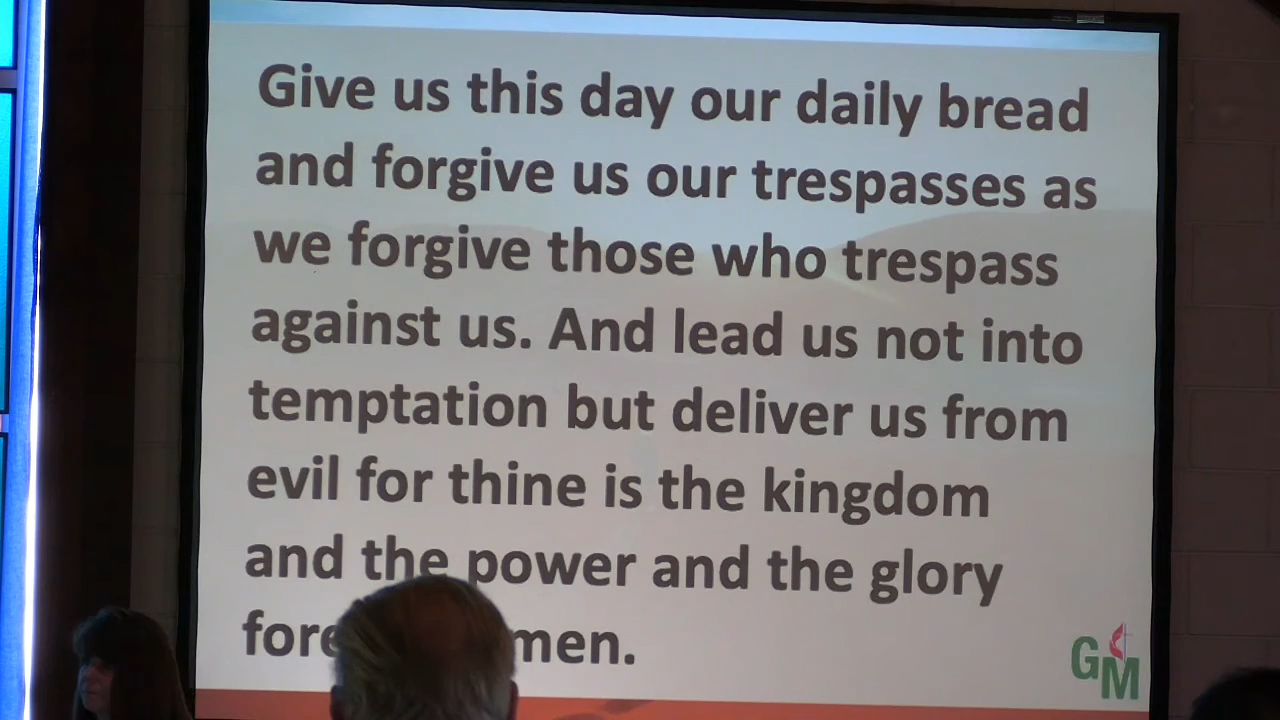 Give us this day our daily bread
and forgive us our trespasses as
we forgive those who trespass
against us. And lead us not into
temptation but deliver us from
evil for thine is the kingdom
and the power and the glory
fore men.
GM